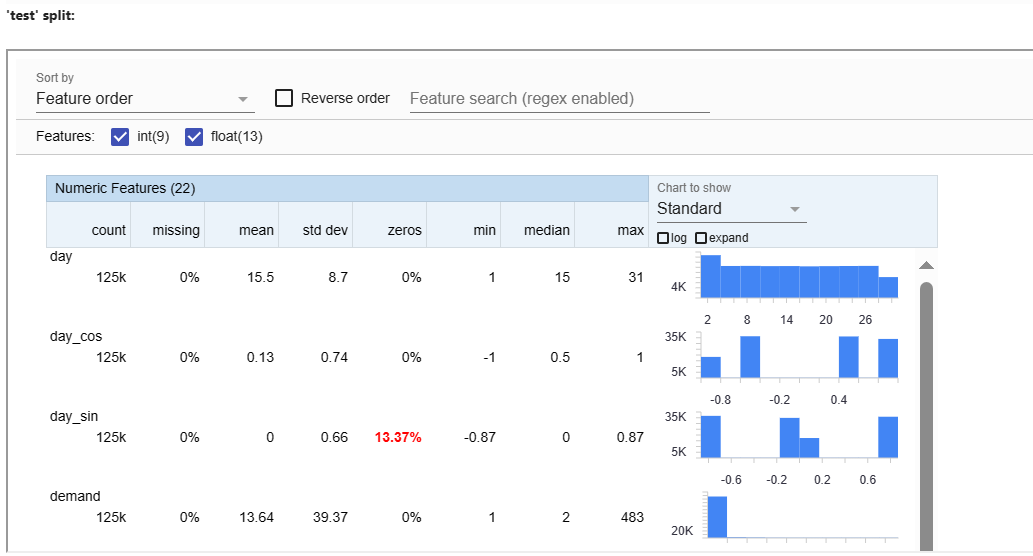 'test' split:
Sort by
Feature order
Reverse order
Feature search (regex enabled)
Features: int(9) float(13)
Numeric Features (22)
Chart to show
Standard
count missing mean std dev zeros min median max
log expand
day
125k 0% 15.5 8.7 0% 1 15 31
4K
2 8 14 20 26
day_cos
125k 0% 0.13 0.74 0% -1 0.5 1
35K
5K
-0.8 -0.2 0.4
day_sin
125k 0% 0 0.66 13.37% -0.87 0 0.87
35K
5K
-0.6 -0.2 0.2 0.6
demand
125k 0% 13.64 39.37 0% 1 2 483
20K